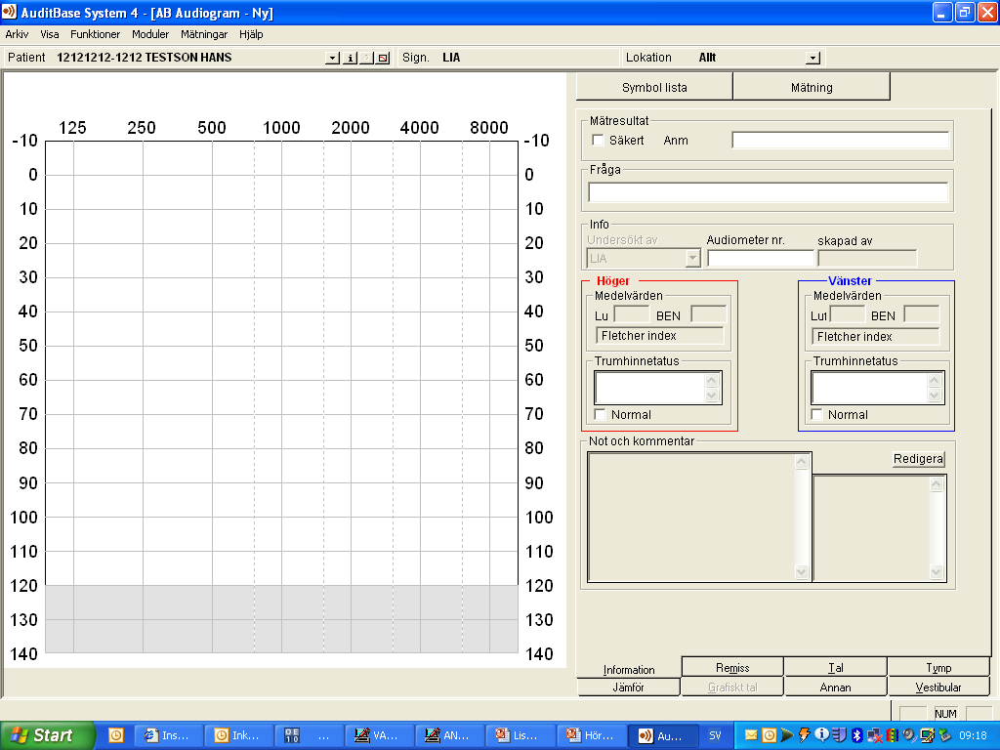 AuditBase System 4 - [AB Audiogram - Ny]
Arkiv Visa Funktioner Moduler Mätningar Hjälp
Patient 12121212-1212 TESTSON HANS Sign. LIA Lokation Allt
Symbol lista Mätning
125 250 500 1000 2000 4000 8000
-10 -10
0 0
10 10
20 20
30 30
40 40
50 50
60 60
70 70
80 80
90 90
100 100
110 110
120 120
130 130
140 140
Mätresultat
Säkert Anm
Fråga
Info
Undersökt av Audiometer nr. skapad av
LIA
Höger Vänster
Medelvärden Medelvärden
Lu BEN Lut BEN
Fletcher index Fletcher index
Trumhinnetatus Trumhinnetatus
Normal Normal
Not och kommentar
Redigera
Information Remiss Tal Tymp
Jämför Grafiskt tal Annan Vestibular
NUM
Start Ins... Ink... DE 10 ... VA... AN... Lis... Hör... Au... SV 09:18